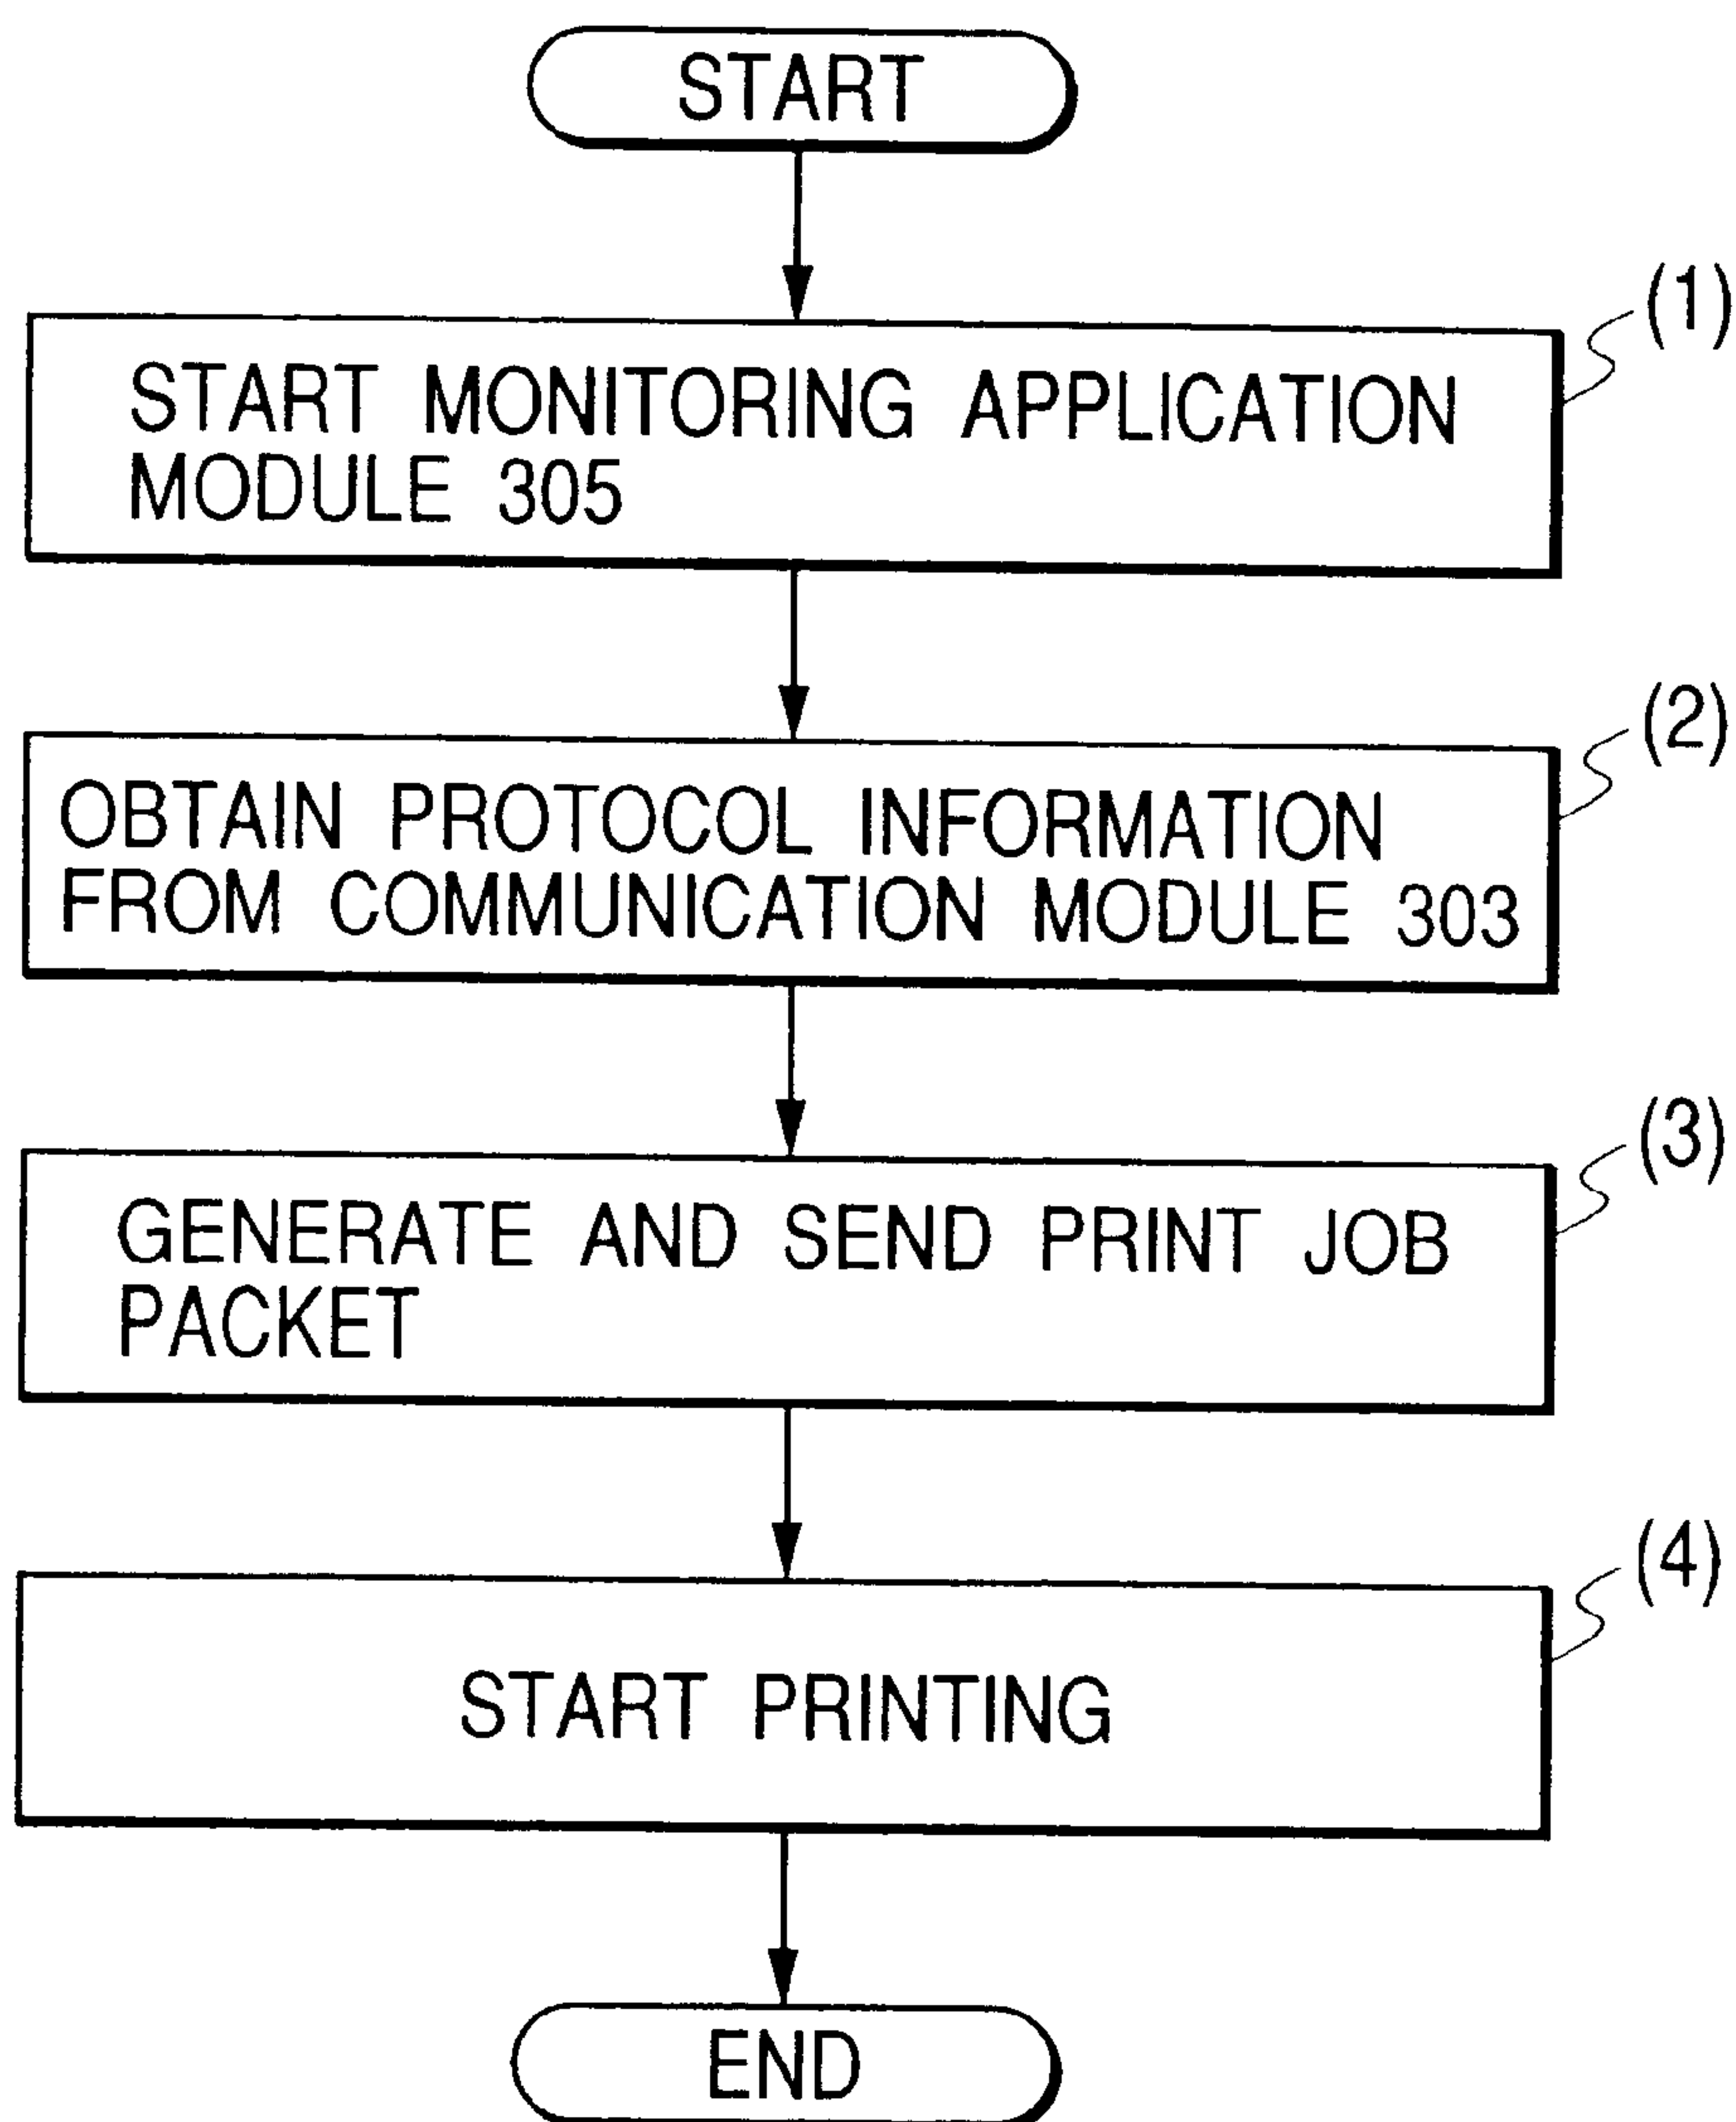 START
(1)
START MONITORING APPLICATION
MODULE 305
(2)
OBTAIN PROTOCOL INFORMATION
FROM COMMUNICATION MODULE 303
(3)
GENERATE AND SEND PRINT JOB
PACKET
(4)
START PRINTING
END